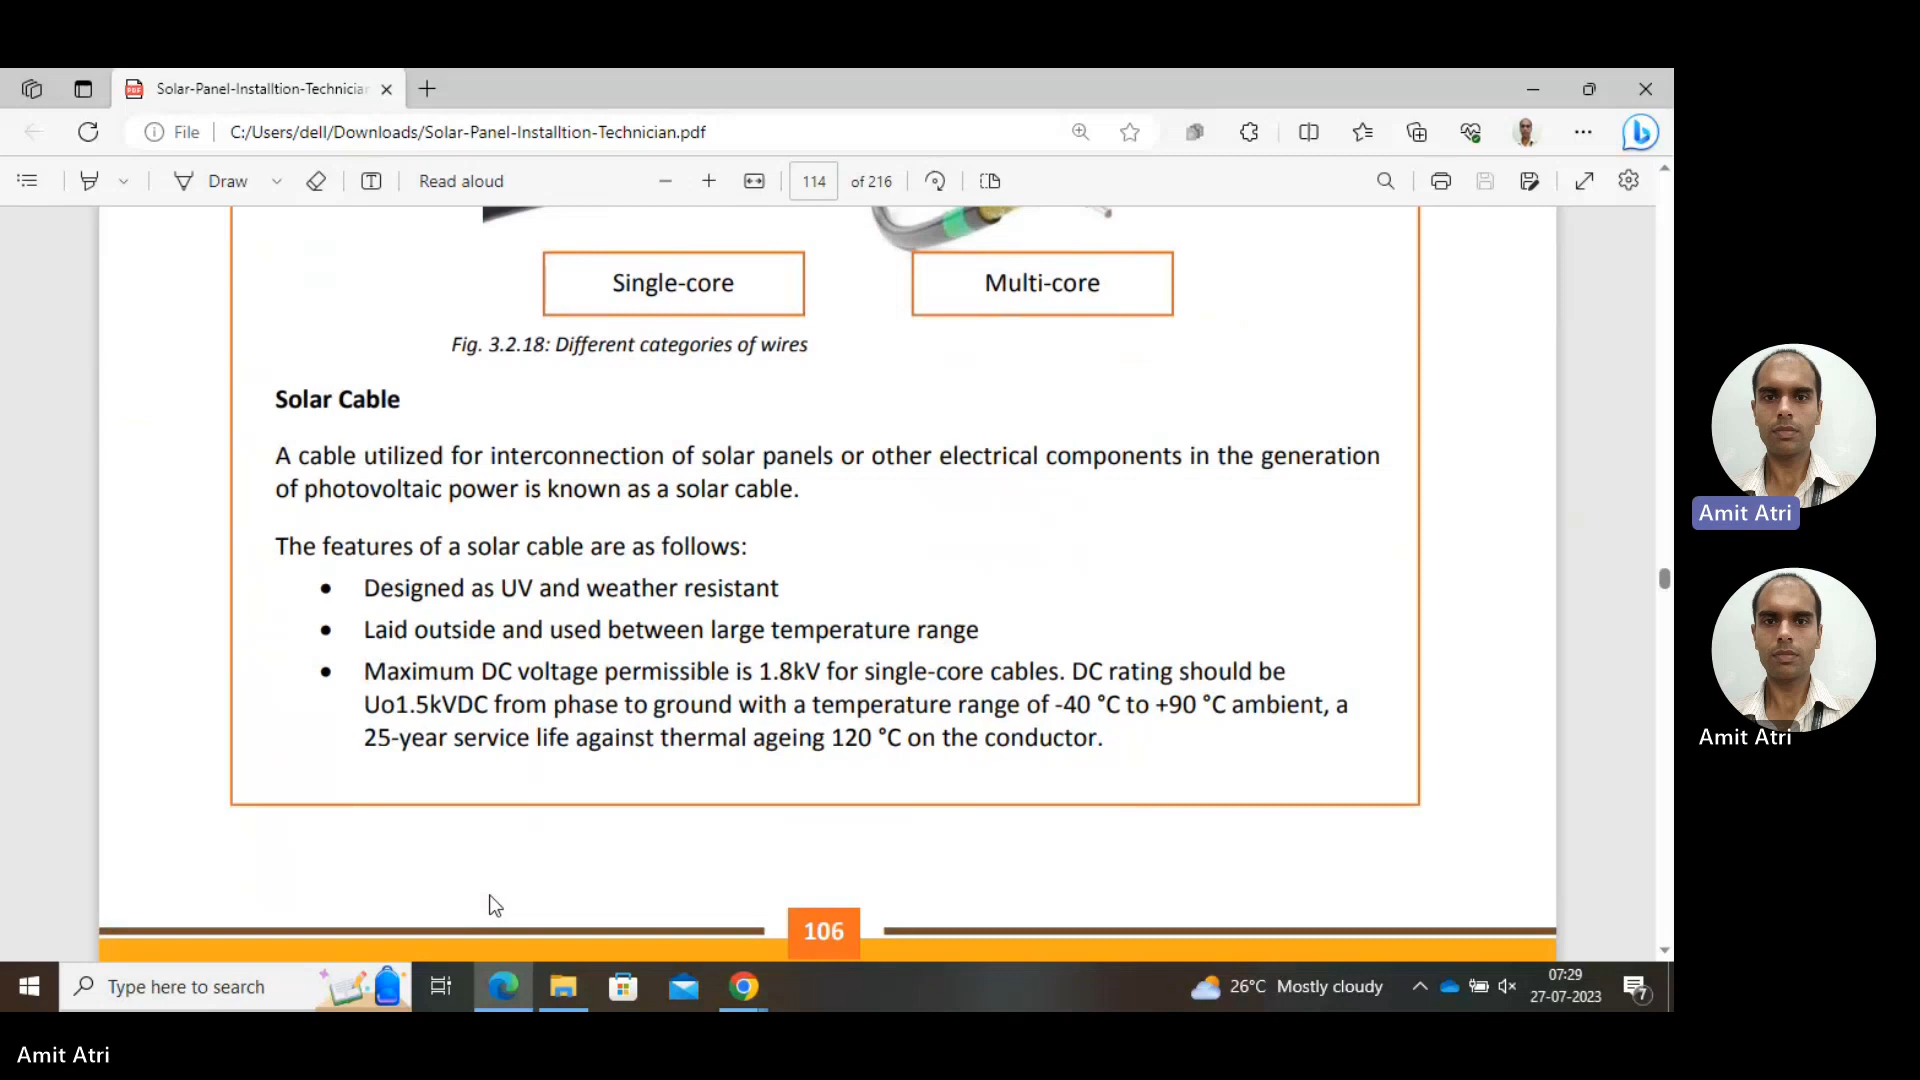 Solar-Panel-Installtion-Technician
File
C:/Users/dell/Downloads/Solar-Panel-Installtion-Technician.pdf
Draw
Read aloud
114
of 216
Single-core
Multi-core
Fig. 3.2.18: Different categories of wires
Solar Cable
A cable utilized for interconnection of solar panels or other electrical components in the generation
of photovoltaic power is known as a solar cable.
The features of a solar cable are as follows:
• Designed as UV and weather resistant
• Laid outside and used between large temperature range
• Maximum DC voltage permissible is 1.8kV for single-core cables. DC rating should be
Uo1.5kVDC from phase to ground with a temperature range of -40 °C to +90 °C ambient, a
25-year service life against thermal ageing 120 °C on the conductor.
106
Amit Atri
Amit Atri
Type here to search
26°C Mostly cloudy
07:29
27-07-2023
7
Amit Atri